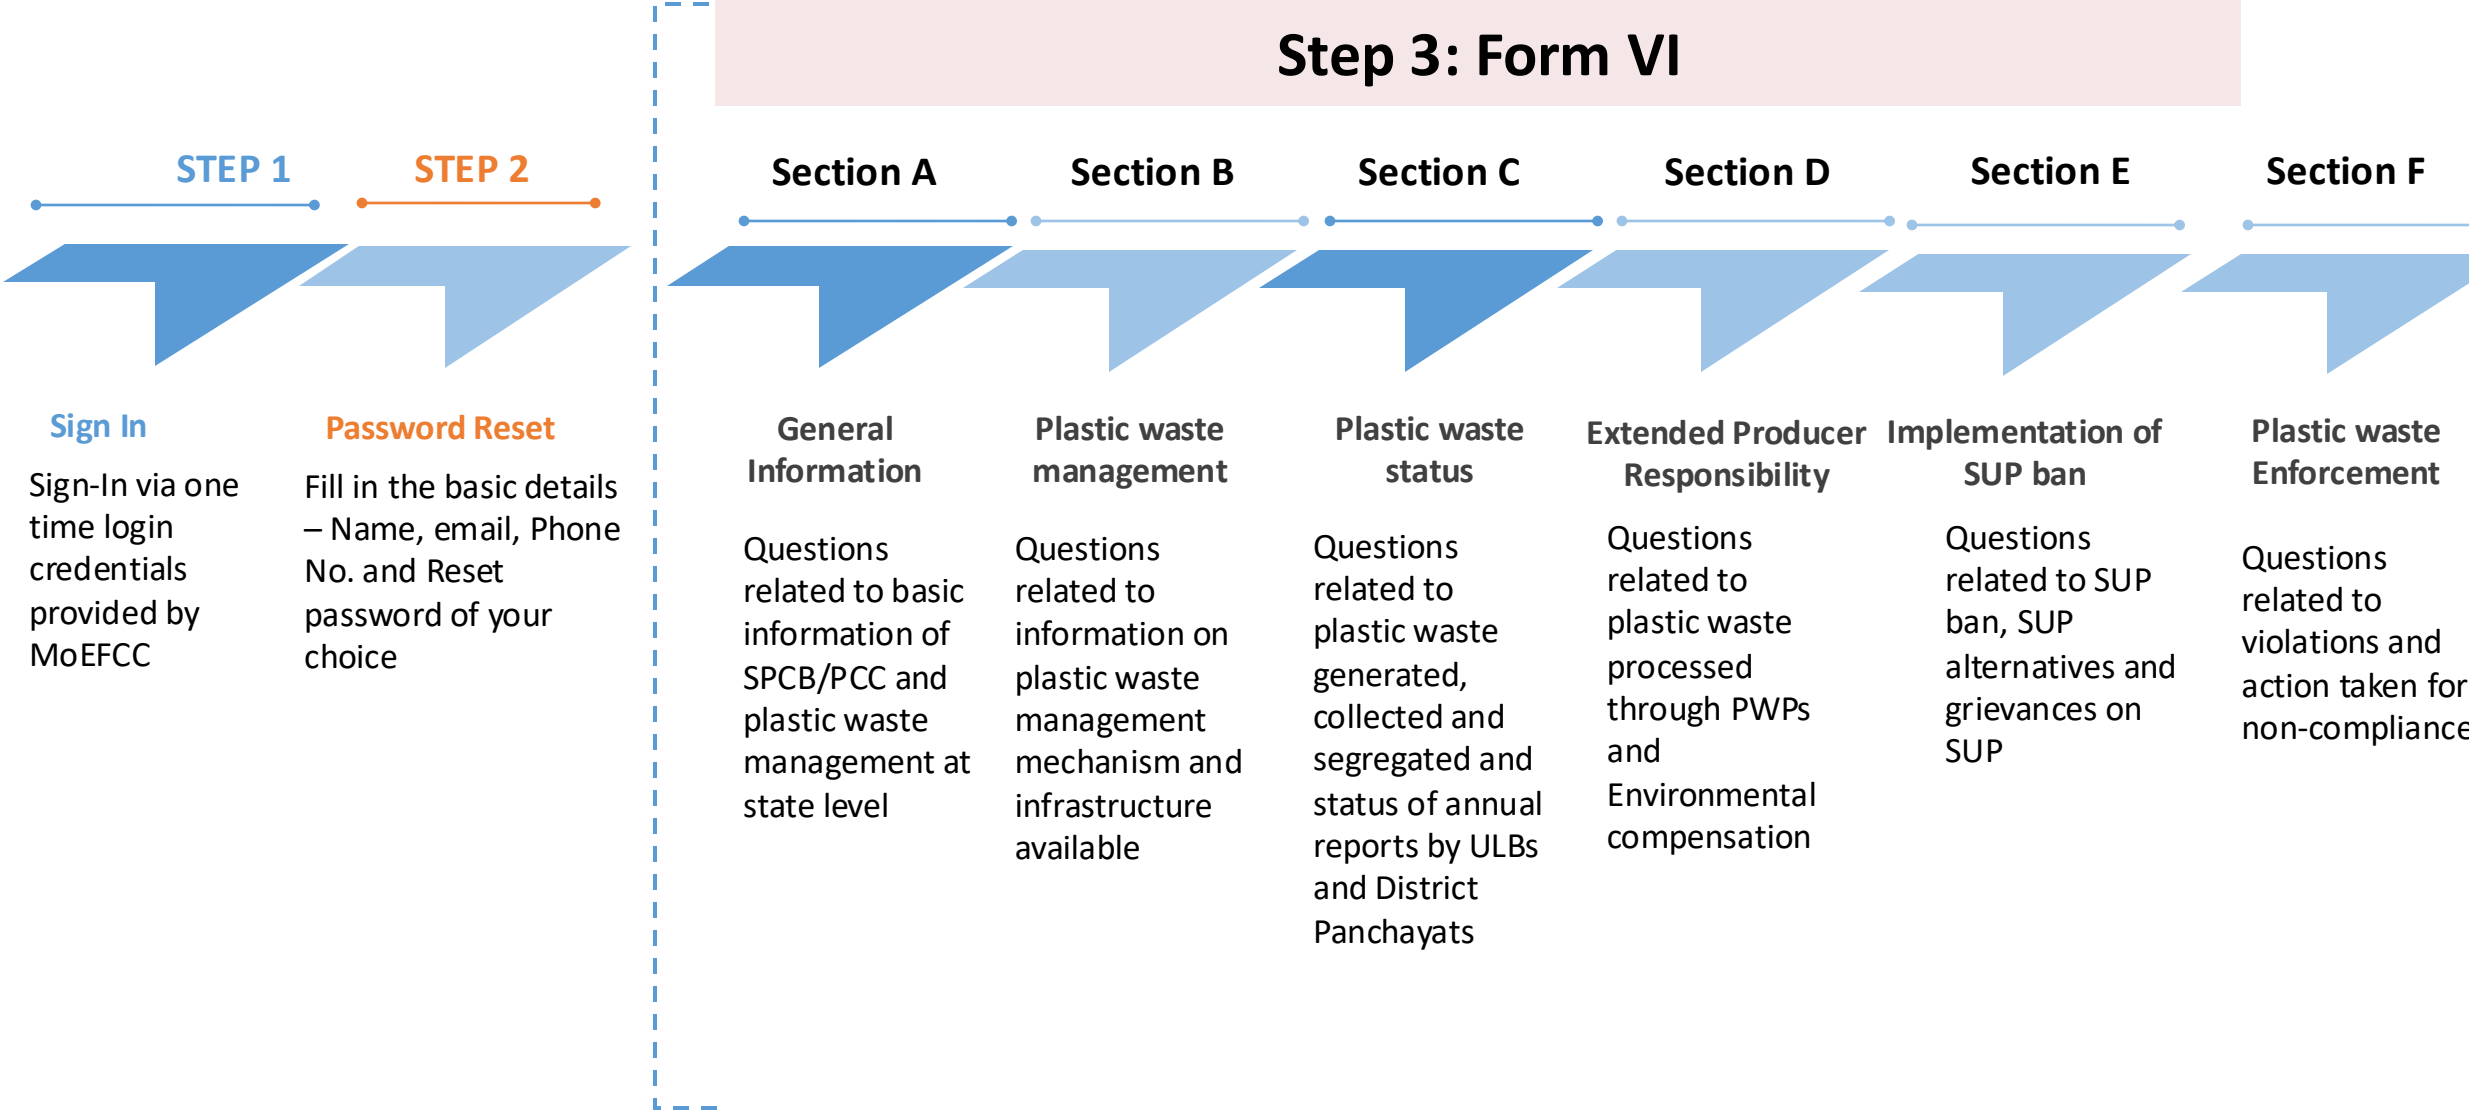 Step 3: Form VI
STEP 1
Sign In
Sign-In via one
time login
credentials
provided by
MoEFCC
STEP 2
Password Reset
Fill in the basic details
– Name, email, Phone
No. and Reset
password of your
choice
Section A
General
Information
Questions
related to basic
information of
SPCB/PCC and
plastic waste
management at
state level
Section B
Plastic waste
management
Questions
related to
information on
plastic waste
management
mechanism and
infrastructure
available
Section C
Plastic waste
status
Questions
related to
plastic waste
generated,
collected and
segregated and
status of annual
reports by ULBs
and District
Panchayats
Section D
Extended Producer
Responsibility
Questions
related to
plastic waste
processed
through PWPs
and
Environmental
compensation
Section E
Implementation of
SUP ban
Questions
related to SUP
ban, SUP
alternatives and
grievances on
SUP
Section F
Plastic waste
Enforcement
Questions
related to
violations and
action taken for
non-compliance